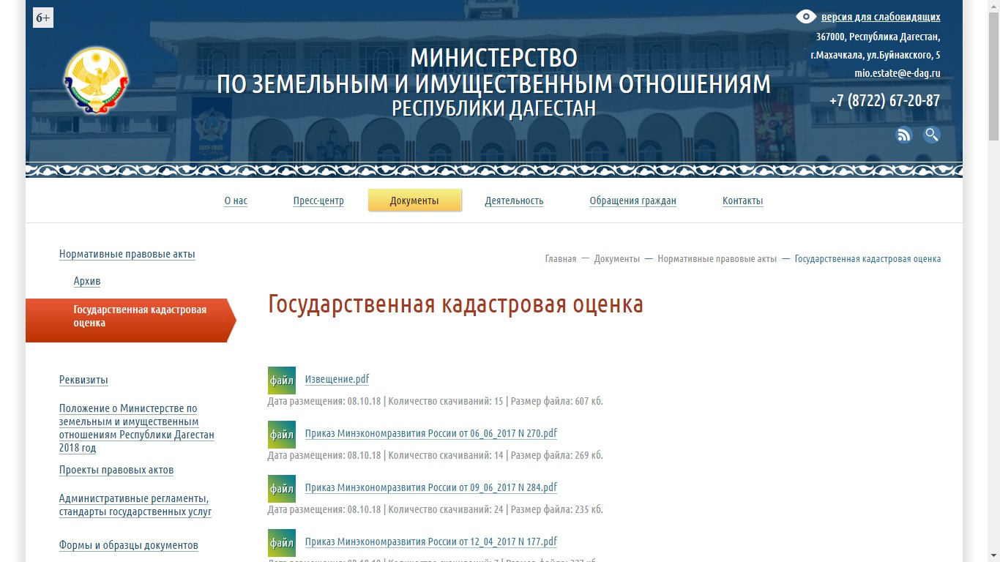 6+
версия для слабовидящих
367000, Республика Дагестан,
г.Махачкала, ул.Буйнакского, 5
mio.estate@e-dag.ru
+7 (8722) 67-20-87
МИНИСТЕРСТВО
ПО ЗЕМЕЛЬНЫМ И ИМУЩЕСТВЕННЫМ ОТНОШЕНИЯМ
РЕСПУБЛИКИ ДАГЕСТАН
1941-1945
О нас Пресс-центр Документы Деятельность Обращения граждан Контакты
Нормативные правовые акты
Архив
Государственная кадастровая
оценка
Реквизиты
Положение о Министерстве по
земельным и имущественным
отношениям Республики Дагестан
2018 год
Проекты правовых актов
Административные регламенты,
стандарты государственных услуг
Формы и образцы документов
Главная — Документы — Нормативные правовые акты — Государственная кадастровая оценка
Государственная кадастровая оценка
файл Извещение.pdf
Дата размещения: 08.10.18 | Количество скачиваний: 15 | Размер файла: 607 кб.
файл Приказ Минэкономразвития России от 06_06_2017 N 270.pdf
Дата размещения: 08.10.18 | Количество скачиваний: 14 | Размер файла: 269 кб.
файл Приказ Минэкономразвития России от 09_06_2017 N 284.pdf
Дата размещения: 08.10.18 | Количество скачиваний: 24 | Размер файла: 235 кб.
файл Приказ Минэкономразвития России от 12_04_2017 N 177.pdf